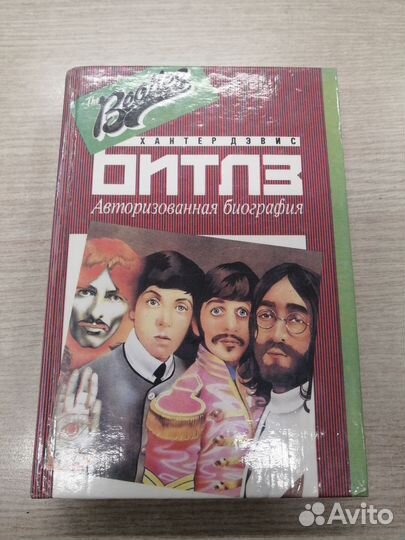 The
Beatles
ХАНТЕР ДЭВИС
БИТЛЗ
Авторизованная биография
Avito